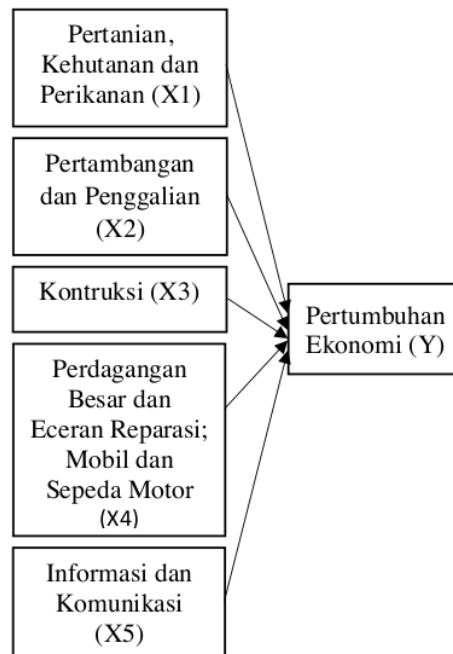 Pertanian,
Kehutanan dan
Perikanan (X1)
Pertambangan
dan Penggalian
(X2)
Kontruksi (X3)
Perdagangan
Besar dan
Eceran Reparasi;
Mobil dan
Sepeda Motor
(X4)
Informasi dan
Komunikasi
(X5)
Pertumbuhan
Ekonomi (Y)